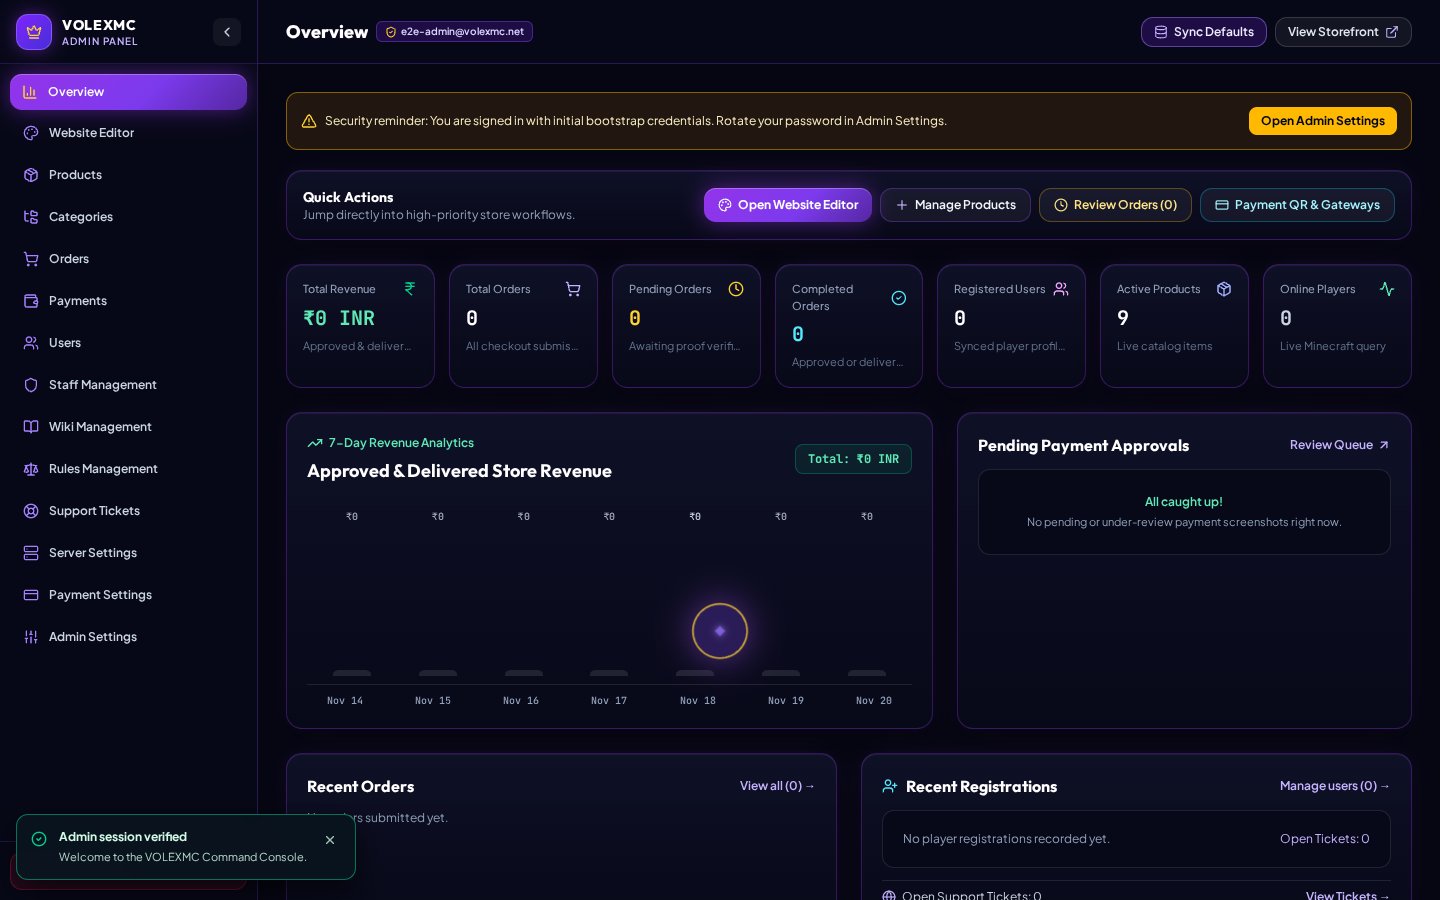 VOLEXMC
ADMIN PANEL
Overview
Website Editor
Products
Categories
Orders
Payments
Users
Staff Management
Wiki Management
Rules Management
Support Tickets
Server Settings
Payment Settings
Admin Settings
Overview
e2e-admin@volexmc.net
Sync Defaults
View Storefront
Security reminder: You are signed in with initial bootstrap credentials. Rotate your password in Admin Settings.
Open Admin Settings
Quick Actions
Jump directly into high-priority store workflows.
Open Website Editor
Manage Products
Review Orders (0)
Payment QR & Gateways
Total Revenue
₹0 INR
Approved & deliver...
Total Orders
0
All checkout submis...
Pending Orders
0
Awaiting proof verifi...
Completed
Orders
0
Approved or deliver...
Registered Users
0
Synced player profil...
Active Products
9
Live catalog items
Online Players
0
Live Minecraft query
7-Day Revenue Analytics
Approved & Delivered Store Revenue
Total: ₹0 INR
₹0 ₹0 ₹0 ₹0 ₹0 ₹0 ₹0
Nov 14 Nov 15 Nov 16 Nov 17 Nov 18 Nov 19 Nov 20
Pending Payment Approvals
Review Queue
All caught up!
No pending or under-review payment screenshots right now.
Recent Orders
View all (0) →
submitted yet.
Recent Registrations
Manage users (0) →
No player registrations recorded yet.
Open Tickets: 0
Open Support Tickets: 0
View Tickets →
Admin session verified
Welcome to the VOLEXMC Command Console.